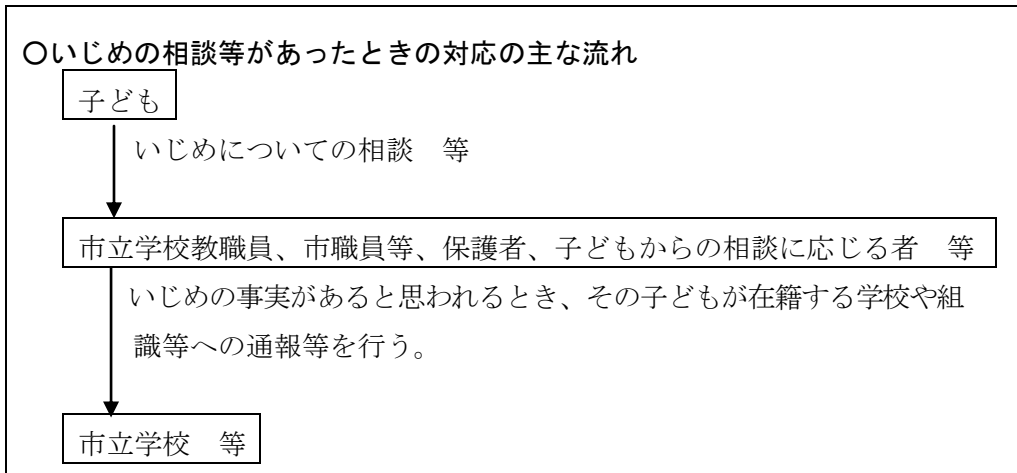 ○いじめの相談等があったときの対応の主な流れ
子ども
いじめについての相談　等
市立学校教職員、市職員等、保護者、子どもからの相談に応じる者　等
いじめの事実があると思われるとき、その子どもが在籍する学校や組
識等への通報等を行う。
市立学校　等